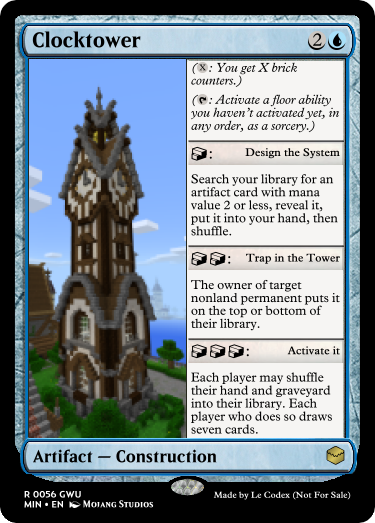 Clocktower 2
(X: You get X brick
counters.)
(: Activate a floor ability
you haven't activated yet, in
any order, as a sorcery.)
: Design the System
Search your library for an
artifact card with mana
value 2 or less, reveal it,
put it into your hand, then
shuffle.
: Trap in the Tower
The owner of target
nonland permanent puts it
on the top or bottom of
their library.
: Activate it
Each player may shuffle
their hand and graveyard
into their library. Each
player who does so draws
seven cards.
Artifact — Construction
R 0056 GWU
MIN • EN Mojang Studios
Made by Le Codex (Not For Sale)